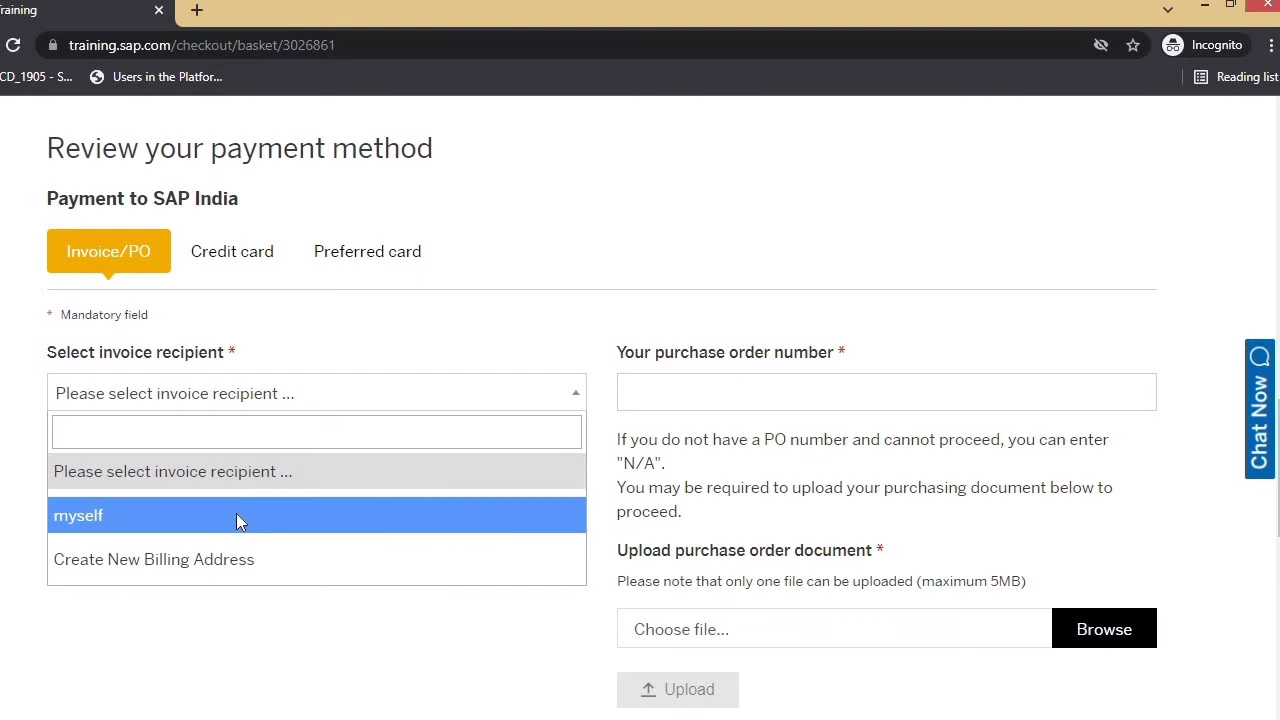 raining
training.sap.com/checkout/basket/3026861
Incognito
CD_1905 - S...
Users in the Platfor...
Reading list
Review your payment method
Payment to SAP India
Invoice/PO
Credit card
Preferred card
* Mandatory field
Select invoice recipient *
Your purchase order number *
Please select invoice recipient ...
Please select invoice recipient ...
myself
Create New Billing Address
If you do not have a PO number and cannot proceed, you can enter
"N/A".
You may be required to upload your purchasing document below to
proceed.
Upload purchase order document *
Please note that only one file can be uploaded (maximum 5MB)
Choose file...
Browse
Upload
Chat Now